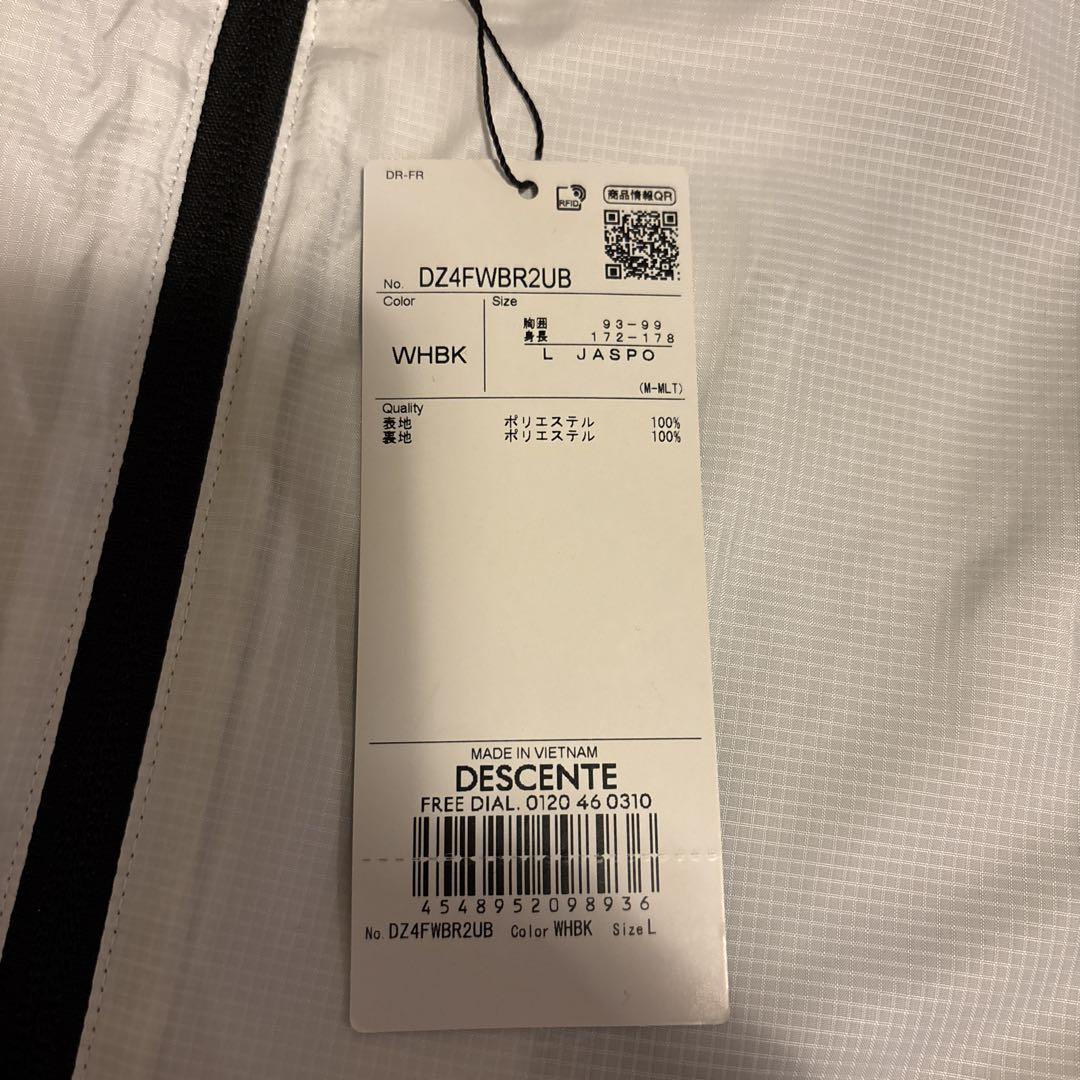 DR-FR
RFID
商品情報QR
No. DZ4FWBR2UB
Color
Size
WHBK
胸囲 93-99
身長 172-178
L JASPO
(M-MLT)
Quality
表地 ポリエステル 100%
裏地 ポリエステル 100%
MADE IN VIETNAM
DESCENTE
FREE DIAL. 0120 46 0310
4548952098936
No. DZ4FWBR2UB Color WHBK Size L